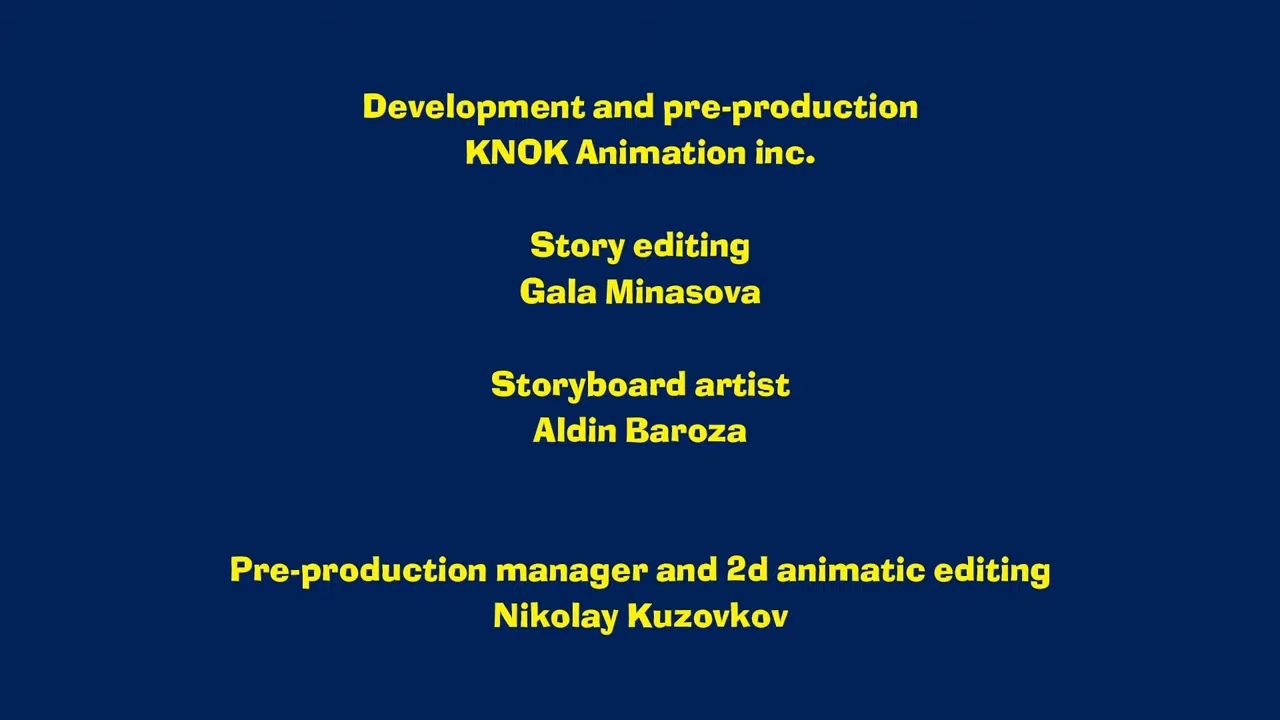 Development and pre-production
KNOK Animation inc.
Story editing
Gala Minasova
Storyboard artist
Aldin Baroza
Pre-production manager and 2d animatic editing
Nikolay Kuzovkov